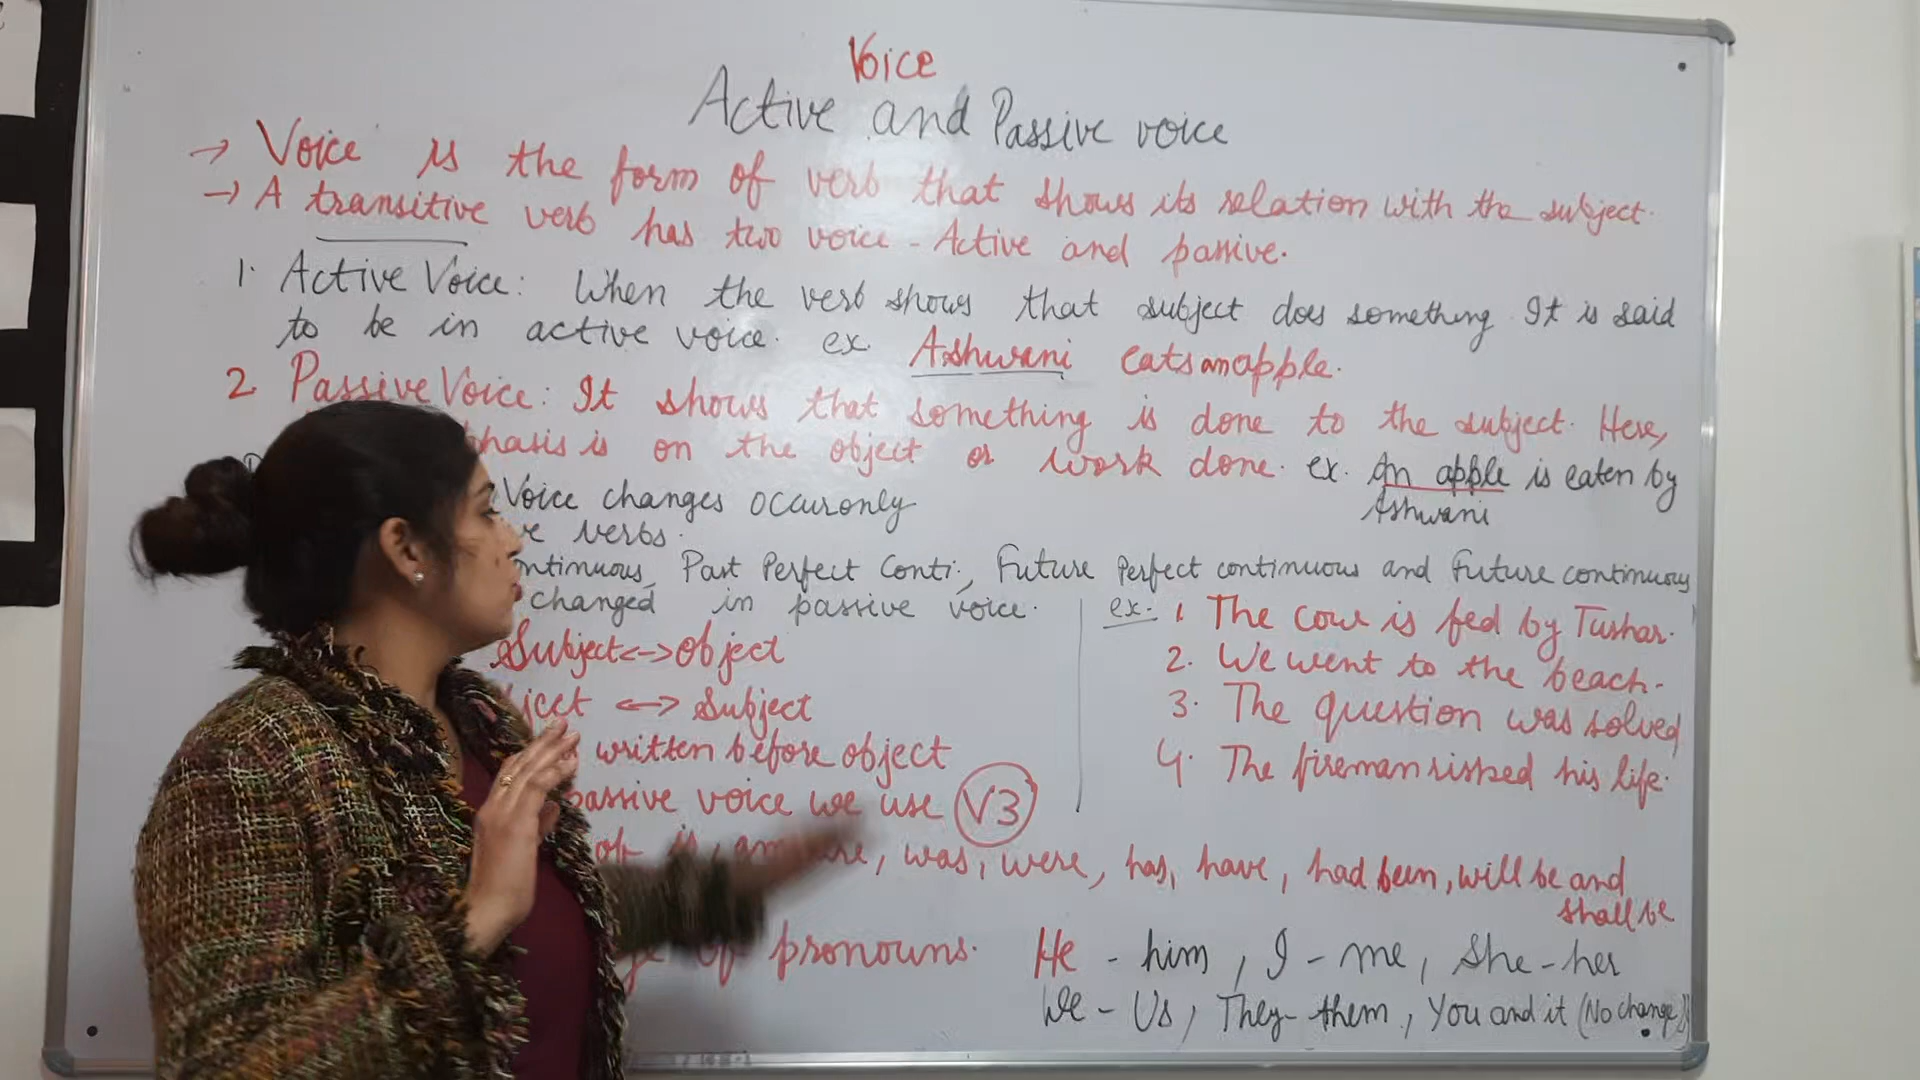 Voice
Active and Passive voice
→ Voice is the form of verb that shows its relation with the subject.
→ A transitive verb has two voice - Active and passive.
1. Active Voice: When the verb shows that subject does something. It is said
to be in active voice. ex. Ashwani eats an apple.
2 Passive Voice: It shows that something is done to the subject. Here,
hasis is on the object or work done. ex. An apple is eaten by
Ashwani
Voice changes occur only
verbs.
ntinuous, Past Perfect Conti., Future Perfect continuous and Future continuous
changed in passive voice.
Subject <-> object
ject <-> Subject
written before object
passive voice we use V3
of is, am, are, was, were, has, have, had been, will be and
shall be
of pronouns. He - him, I - me, She - her
We - Us, They - them, You and it (No change)
ex. 1. The cow is fed by Tushar.
2. We went to the beach.
3. The question was solved
4. The fireman risked his life.